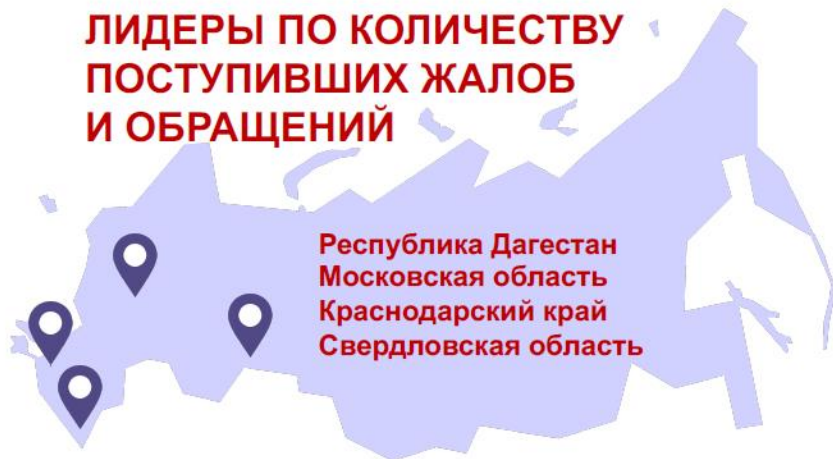 ЛИДЕРЫ ПО КОЛИЧЕСТВУ
ПОСТУПИВШИХ ЖАЛОБ
И ОБРАЩЕНИЙ
Республика Дагестан
Московская область
Краснодарский край
Свердловская область